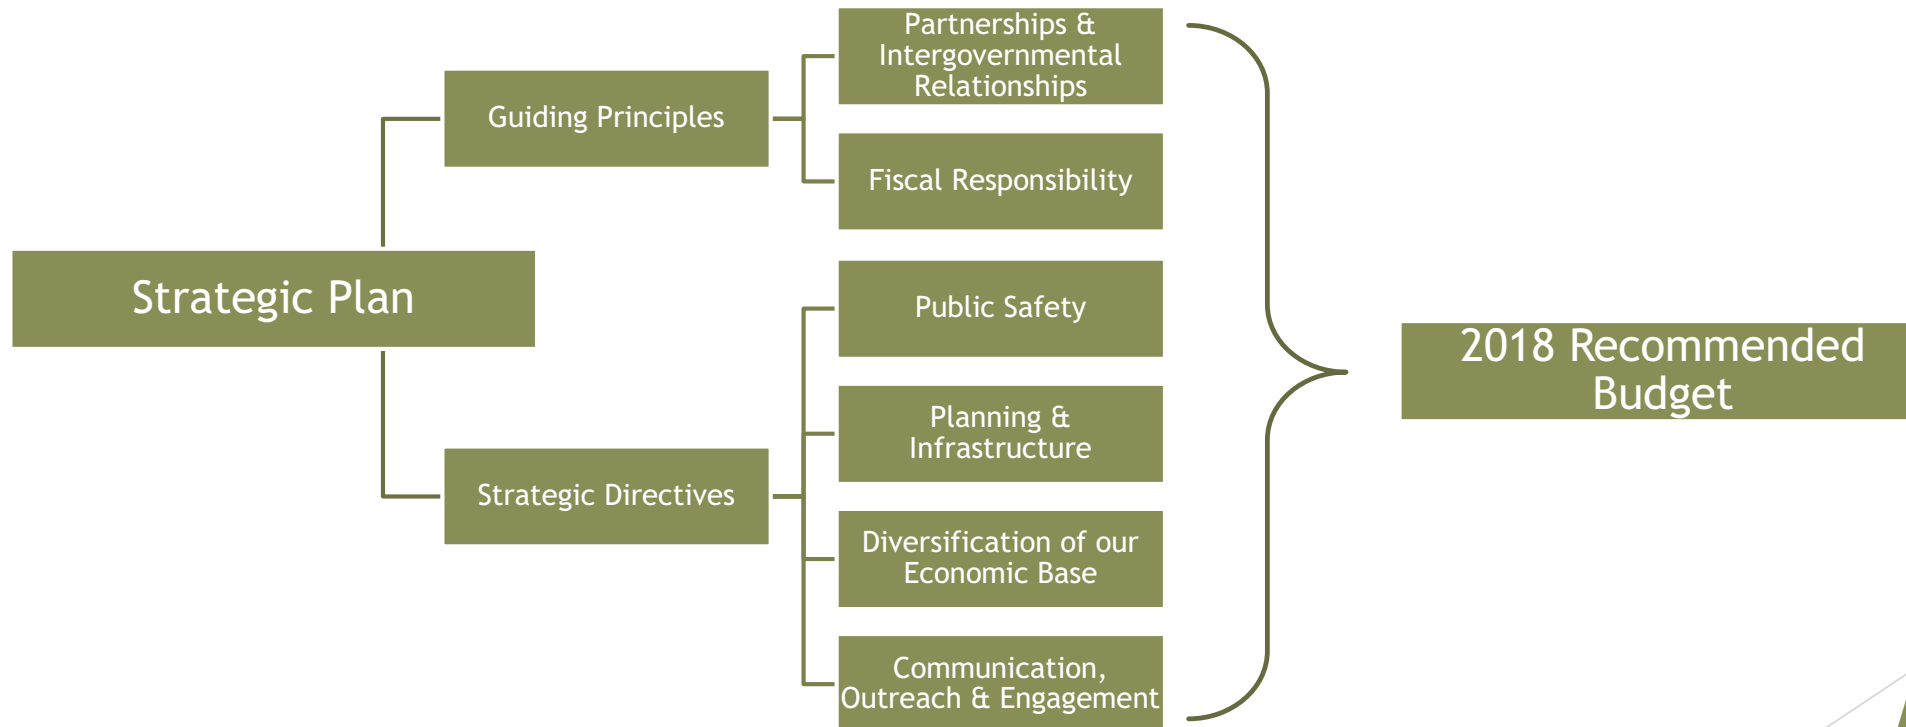 Strategic Plan
Guiding Principles
Partnerships &
Intergovernmental
Relationships
Fiscal Responsibility
Strategic Directives
Public Safety
Planning &
Infrastructure
Diversification of our
Economic Base
Communication,
Outreach & Engagement
2018 Recommended
Budget